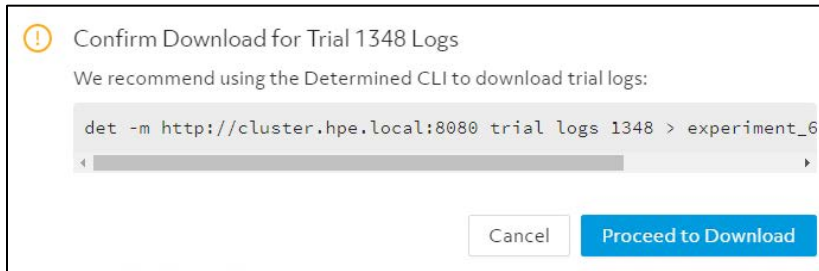 Confirm Download for Trial 1348 Logs
We recommend using the Determined CLI to download trial logs:
det -m http://cluster.hpe.local:8080 trial logs 1348 > experiment_6
Cancel Proceed to Download